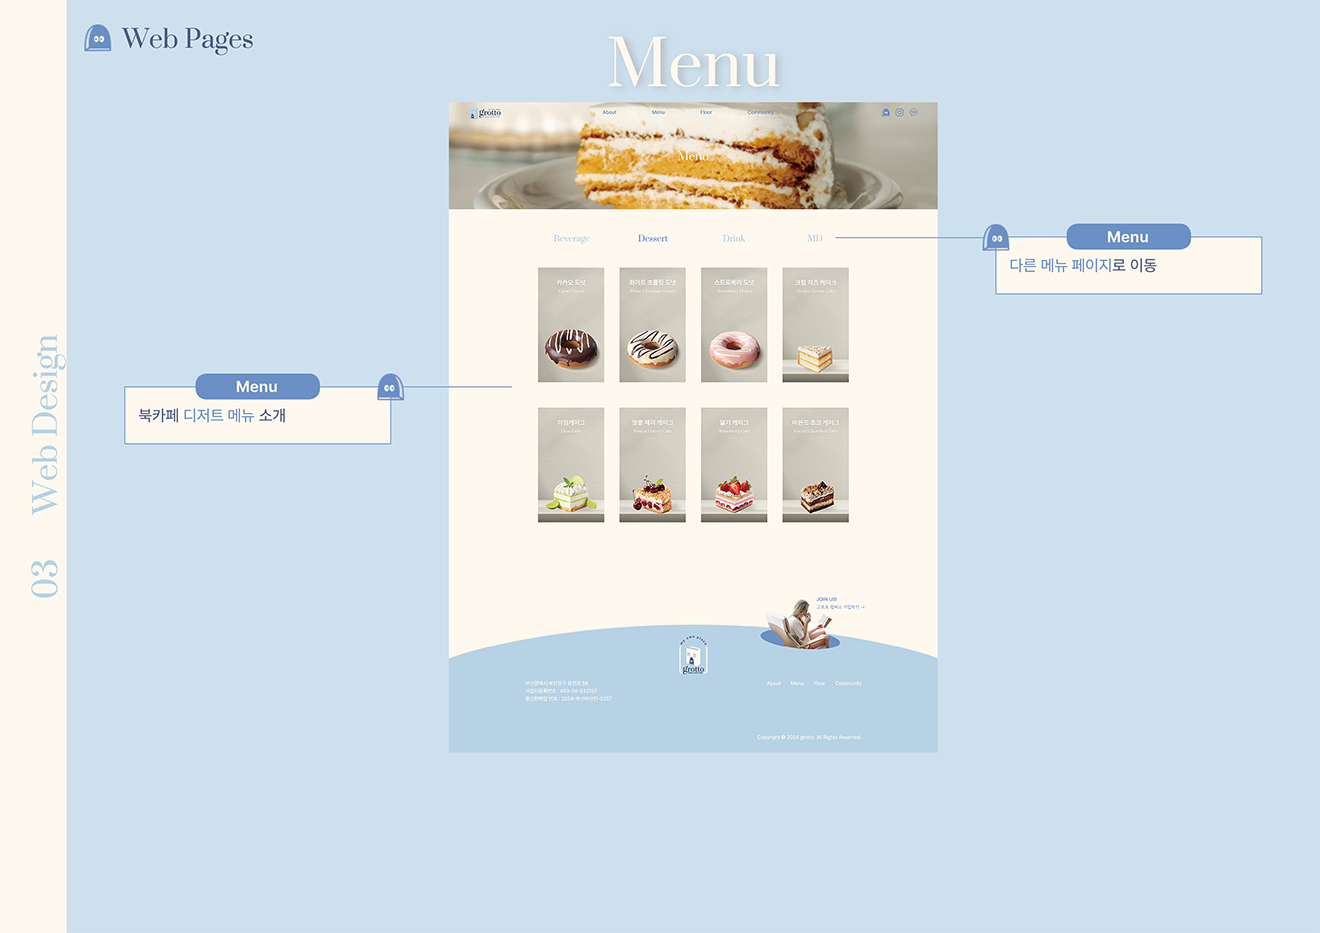 Web Pages
Menu
grotto
About Menu Floor Community
Menu
Beverage Dessert Drink MD
Menu
다른 메뉴 페이지로 이동
카카오 도넛
화이트 초콜릿 도넛
스트로베리 도넛
크림 치즈 케이크
Menu
북카페 디저트 메뉴 소개
라임케이크
딸기 케이크
아몬드 초코 케이크
JOIN US!
my own place
grotto
About Menu Floor Community
Copyright © 2024 grotto. All Rights Reserved.
03 Web Design